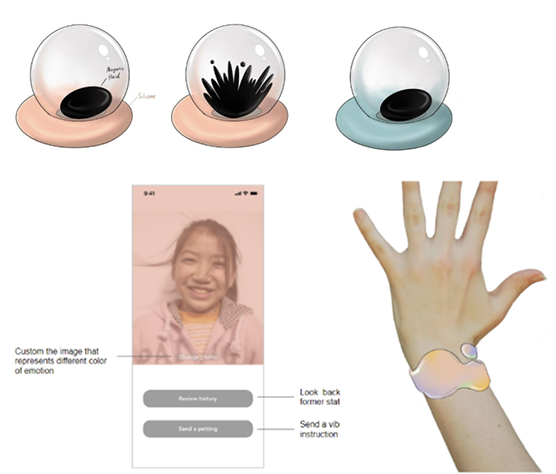 Magnetic
fluid
Silicone
9:41
Custom the image that
represents different color
of emotion
Change photo
Review history
Look back
former stat
Send a petting
Send a vib
instruction